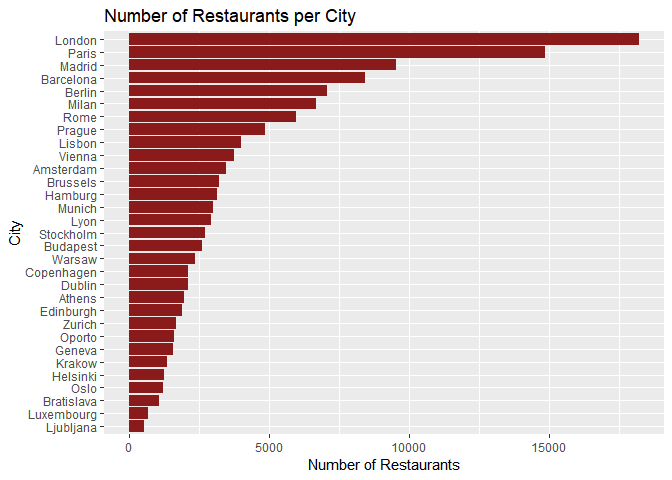 Number of Restaurants per City
London
Paris
Madrid
Barcelona
Berlin
Milan
Rome
Prague
Lisbon
Vienna
Amsterdam
Brussels
Hamburg
Munich
Lyon
Stockholm
Budapest
Warsaw
Copenhagen
Dublin
Athens
Edinburgh
Zurich
Oporto
Geneva
Krakow
Helsinki
Oslo
Bratislava
Luxembourg
Ljubljana
City
0 5000 10000 15000
Number of Restaurants